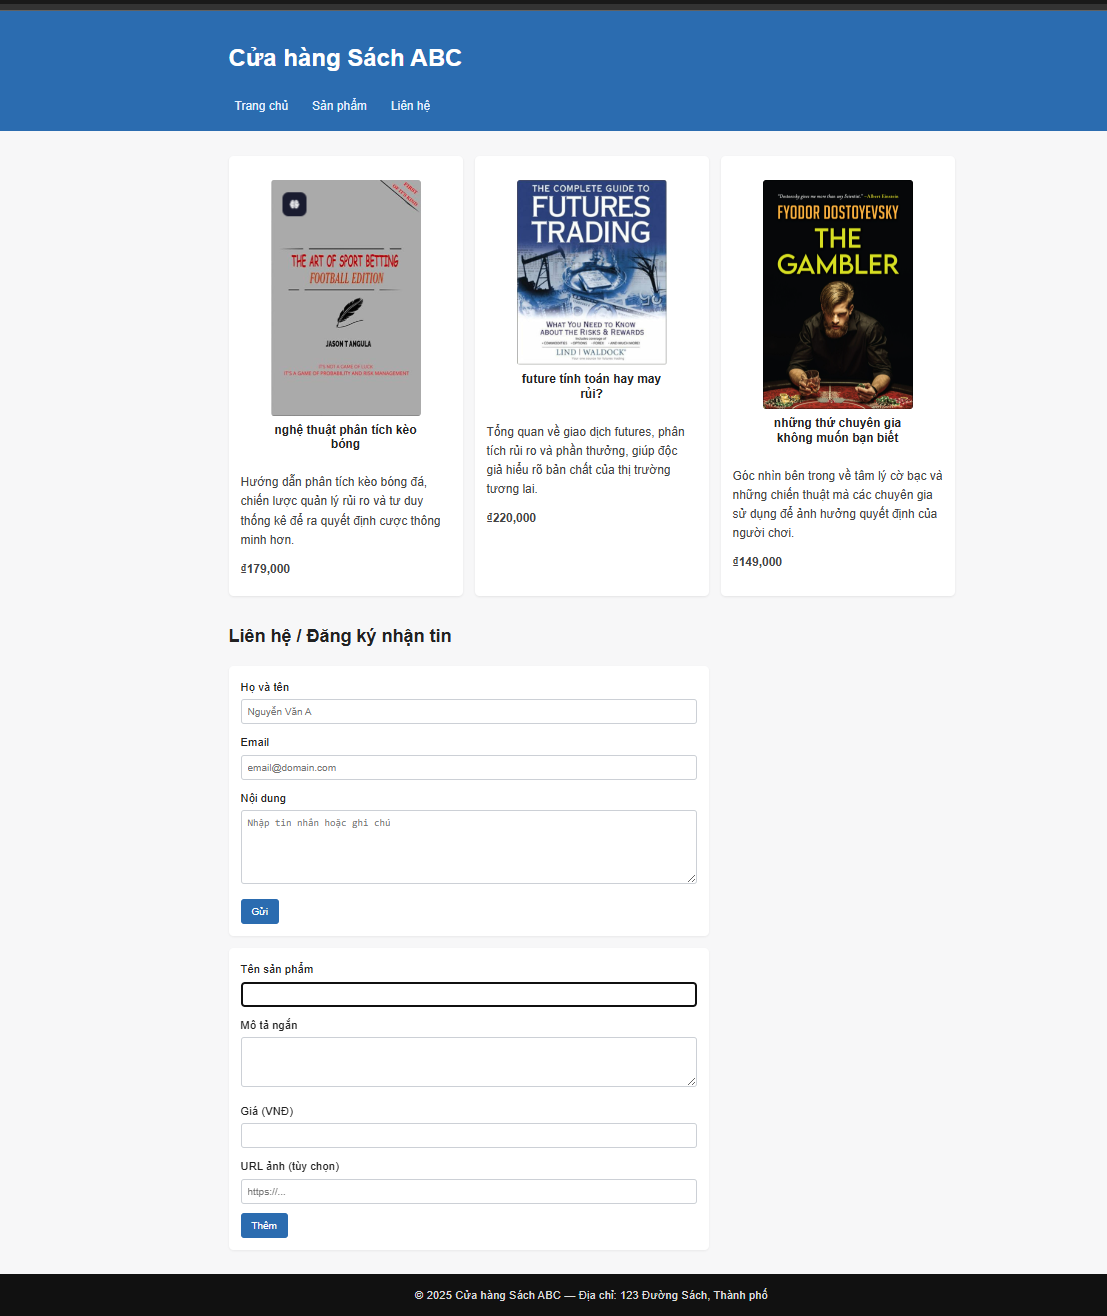 Cửa hàng Sách ABC
Trang chủ Sản phẩm Liên hệ
FIRST
OF ITS KIND
THE ART OF SPORT BETTING
FOOTBALL EDITION
JASON T ANGULA
IT'S NOT A GAME OF LUCK
IT'S A GAME OF PROBABILITY AND RISK MANAGEMENT
nghệ thuật phân tích kèo
bóng
Hướng dẫn phân tích kèo bóng đá,
chiến lược quản lý rủi ro và tư duy
thống kê để ra quyết định cược thông
minh hơn.
₫179,000
THE COMPLETE GUIDE TO
FUTURES
TRADING
WHAT YOU NEED TO KNOW
ABOUT THE RISKS & REWARDS
LIND | WALDOCK
future tính toán hay may
rủi?
Tổng quan về giao dịch futures, phân
tích rủi ro và phần thưởng, giúp độc
giả hiểu rõ bản chất của thị trường
tương lai.
₫220,000
"Dostoevsky gives me more than any Scientist." –Albert Einstein
FYODOR DOSTOYEVSKY
THE
GAMBLER
những thứ chuyên gia
không muốn bạn biết
Góc nhìn bên trong về tâm lý cờ bạc và
những chiến thuật mà các chuyên gia
sử dụng để ảnh hưởng quyết định của
người chơi.
₫149,000
Liên hệ / Đăng ký nhận tin
Họ và tên
Nguyễn Văn A
Email
email@domain.com
Nội dung
Nhập tin nhắn hoặc ghi chú
Gửi
Tên sản phẩm
Mô tả ngắn
Giá (VNĐ)
URL ảnh (tùy chọn)
https://...
Thêm
© 2025 Cửa hàng Sách ABC — Địa chỉ: 123 Đường Sách, Thành phố